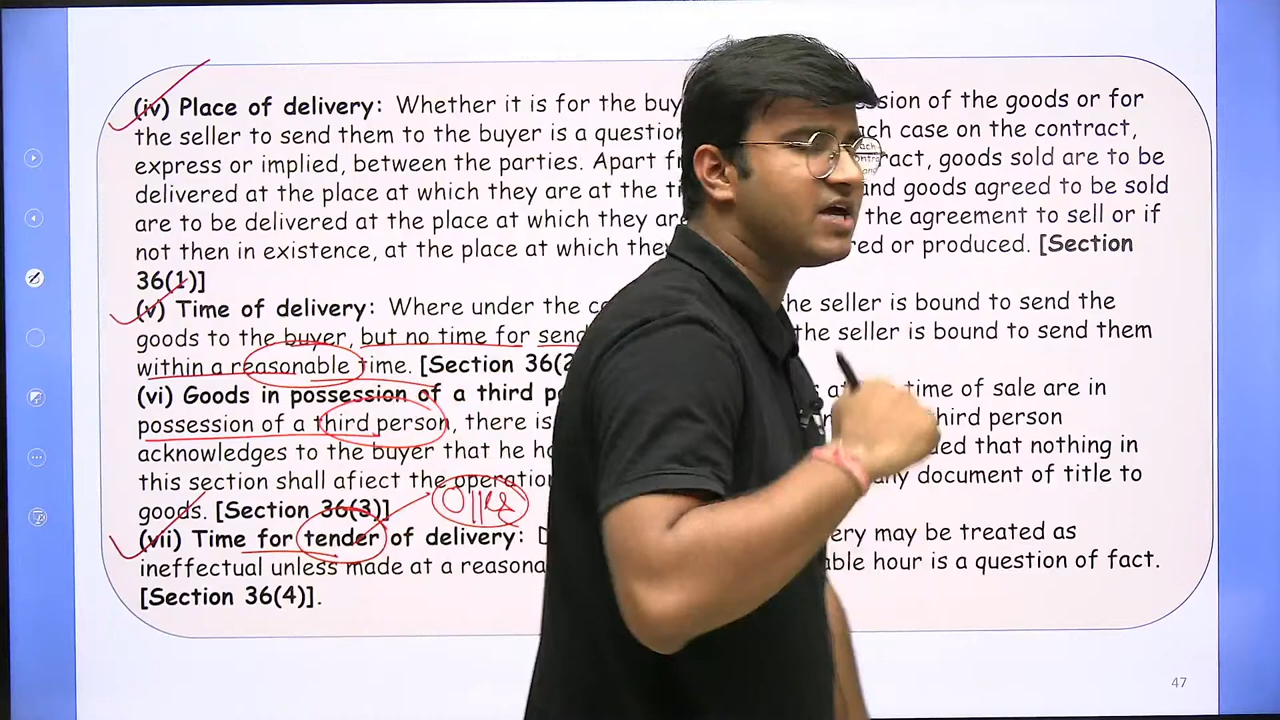 (iv) Place of delivery: Whether it is for the buy sion of the goods or for
the seller to send them to the buyer is a question ch case on the contract,
express or implied, between the parties. Apart fr ract, goods sold are to be
delivered at the place at which they are at the ti and goods agreed to be sold
are to be delivered at the place at which they are the agreement to sell or if
not then in existence, at the place at which they red or produced. [Section
36(1)]
(v) Time of delivery: Where under the co he seller is bound to send the
goods to the buyer, but no time for send the seller is bound to send them
within a reasonable time. [Section 36(2
(vi) Goods in possession of a third p s at time of sale are in
possession of a third person, there is hird person
acknowledges to the buyer that he ho ded that nothing in
this section shall afiect the operation any document of title to
goods. [Section 36(3)]
(vii) Time for tender of delivery: D ery may be treated as
ineffectual unless made at a reasona able hour is a question of fact.
[Section 36(4)].
47